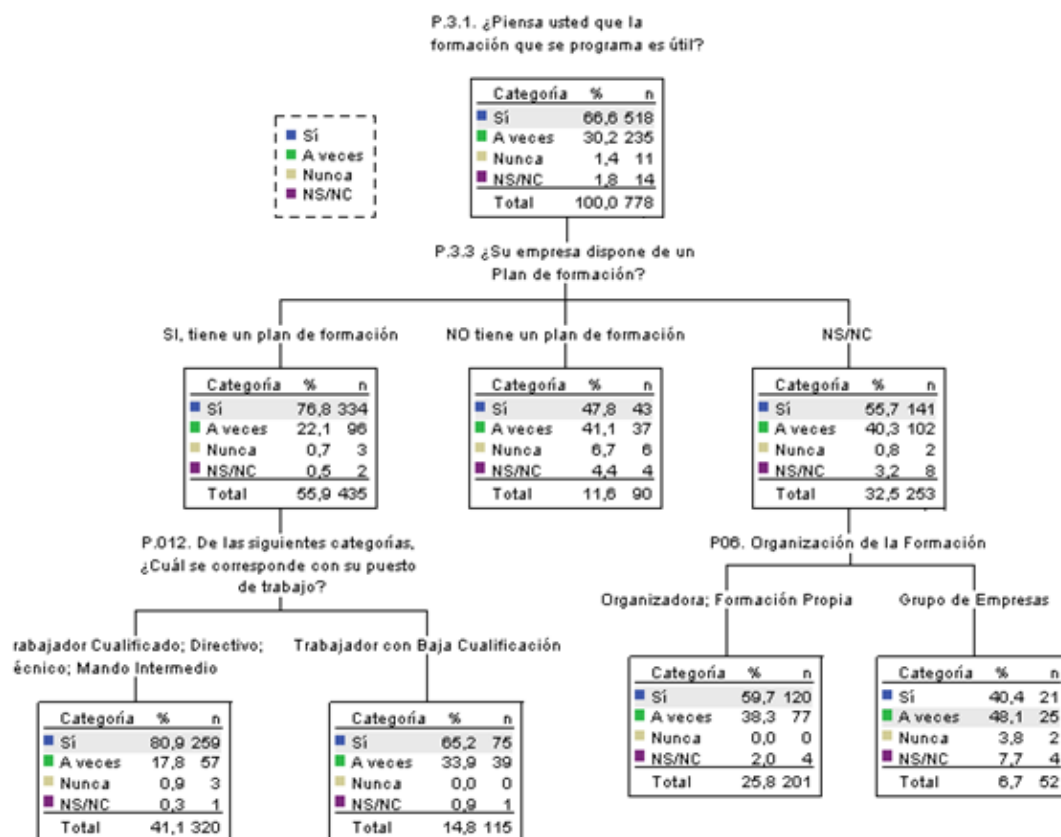 P.3.1. ¿Piensa usted que la
formación que se programa es útil?
Sí
A veces
Nunca
NS/NC
Categoría % n
Sí 66,6 518
A veces 30,2 235
Nunca 1,4 11
NS/NC 1,8 14
Total 100,0 778
P.3.3 ¿Su empresa dispone de un
Plan de formación?
SI, tiene un plan de formación
Categoría % n
Sí 76,8 334
A veces 22,1 96
Nunca 0,7 3
NS/NC 0,5 2
Total 55,9 435
NO tiene un plan de formación
Categoría % n
Sí 47,8 43
A veces 41,1 37
Nunca 6,7 6
NS/NC 4,4 4
Total 11,6 90
NS/NC
Categoría % n
Sí 55,7 141
A veces 40,3 102
Nunca 0,8 2
NS/NC 3,2 8
Total 32,5 253
P.012. De las siguientes categorías,
¿Cuál se corresponde con su puesto
de trabajo?
rabajador Cualificado; Directivo;
écnico; Mando Intermedio
Categoría % n
Sí 80,9 259
A veces 17,8 57
Nunca 0,9 3
NS/NC 0,3 1
Total 41,1 320
Trabajador con Baja Cualificación
Categoría % n
Sí 65,2 75
A veces 33,9 39
Nunca 0,0 0
NS/NC 0,9 1
Total 14,8 115
P06. Organización de la Formación
Organizadora; Formación Propia
Categoría % n
Sí 59,7 120
A veces 38,3 77
Nunca 0,0 0
NS/NC 2,0 4
Total 25,8 201
Grupo de Empresas
Categoría % n
Sí 40,4 21
A veces 48,1 25
Nunca 3,8 2
NS/NC 7,7 4
Total 6,7 52